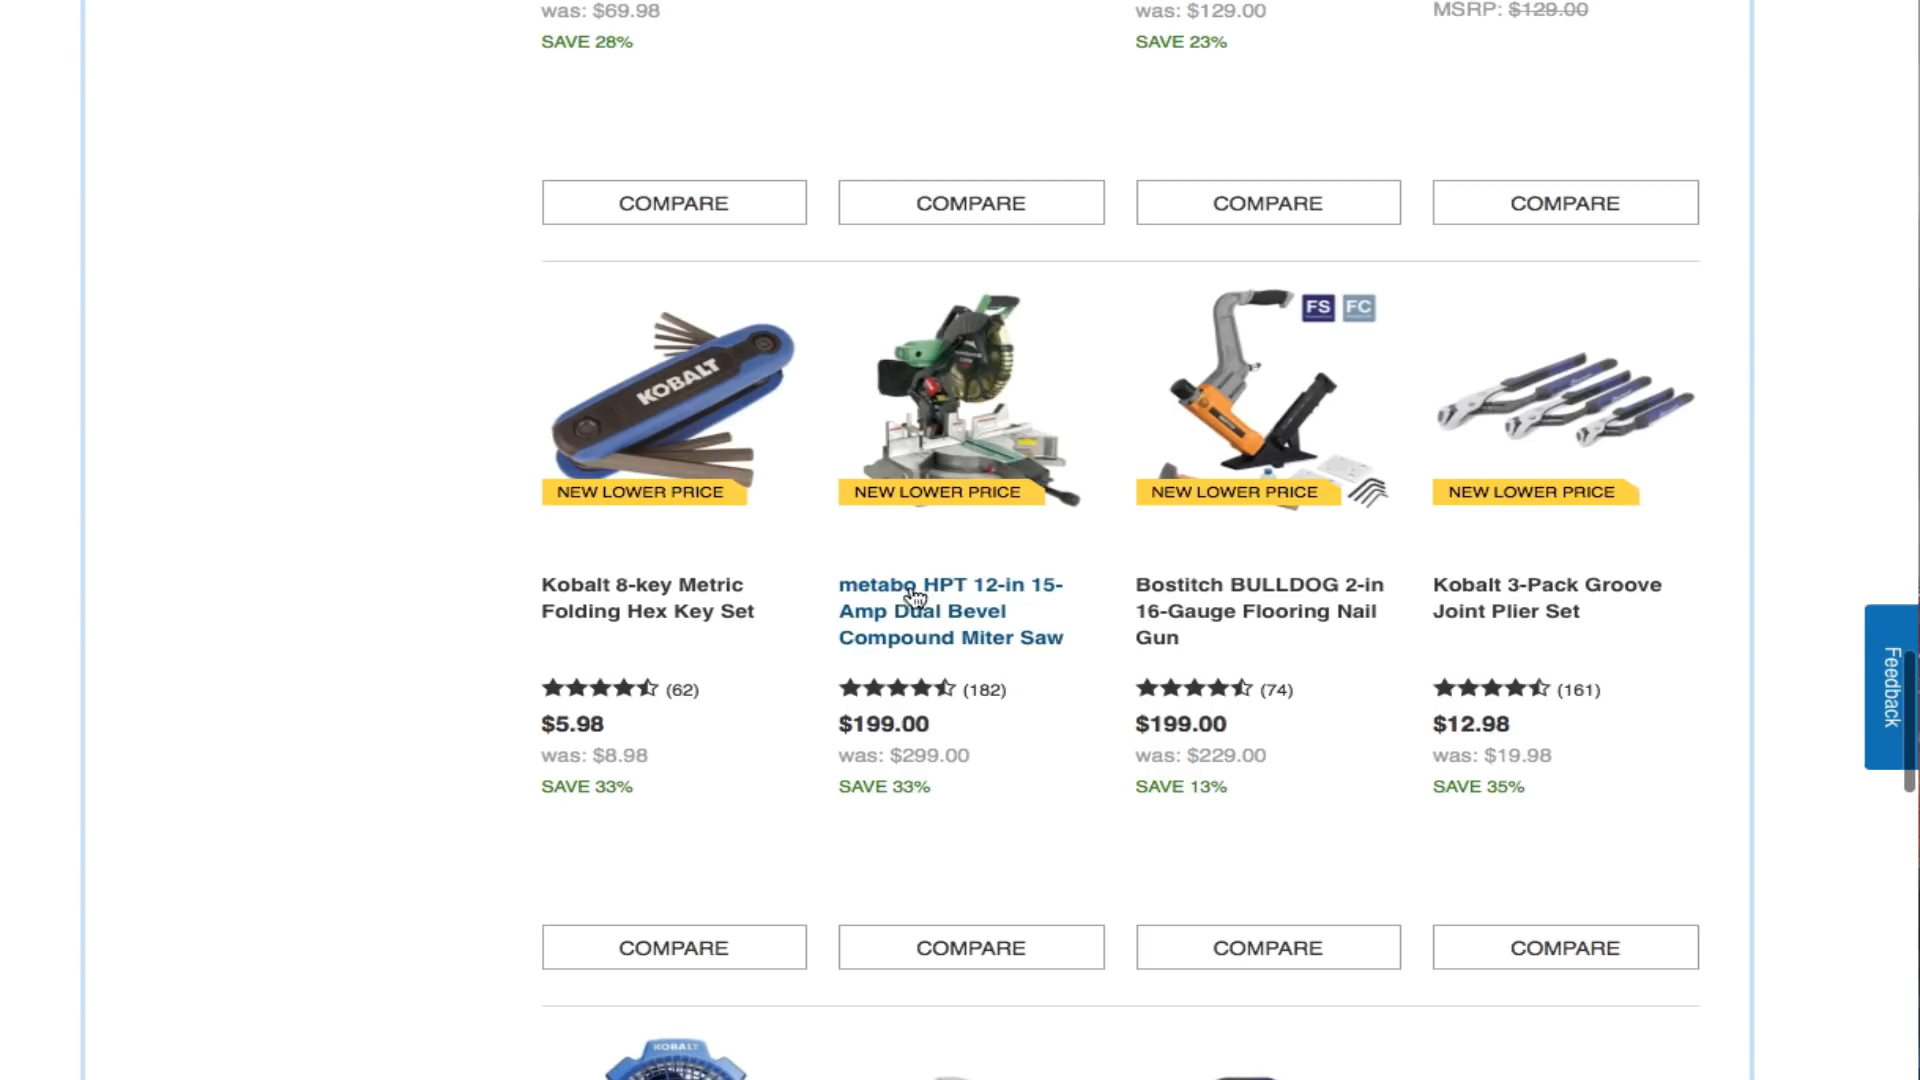 was: $69.98
was: $129.00
MSRP: $129.00
SAVE 28%
SAVE 23%
COMPARE
COMPARE
COMPARE
COMPARE
KOBALT
FS
FC
NEW LOWER PRICE
NEW LOWER PRICE
NEW LOWER PRICE
NEW LOWER PRICE
Kobalt 8-key Metric
Folding Hex Key Set
metabo HPT 12-in 15-
Amp Dual Bevel
Compound Miter Saw
Bostitch BULLDOG 2-in
16-Gauge Flooring Nail
Gun
Kobalt 3-Pack Groove
Joint Plier Set
(62)
(182)
(74)
(161)
$5.98
$199.00
$199.00
$12.98
was: $8.98
was: $299.00
was: $229.00
was: $19.98
SAVE 33%
SAVE 33%
SAVE 13%
SAVE 35%
Feedback
COMPARE
COMPARE
COMPARE
COMPARE
KOBALT